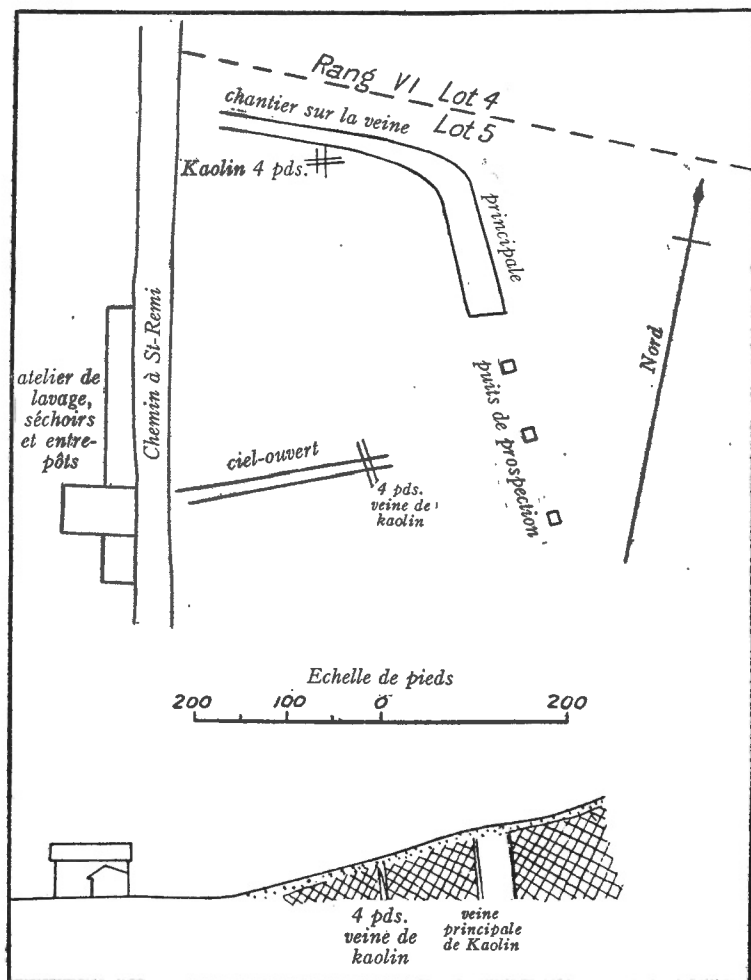 Rang VI Lot 4
Lot 5
chantier sur la veine
principale
Kaolin 4 pds.
Chemin à St-Remi
Nord
atelier de
lavage,
séchoirs
et entre-
pôts
puits de prospection
ciel-ouvert
4 pds.
veine de
kaolin
Echelle de pieds
200 100 0 200
4 pds.
veine de
kaolin
veine
principale
de Kaolin